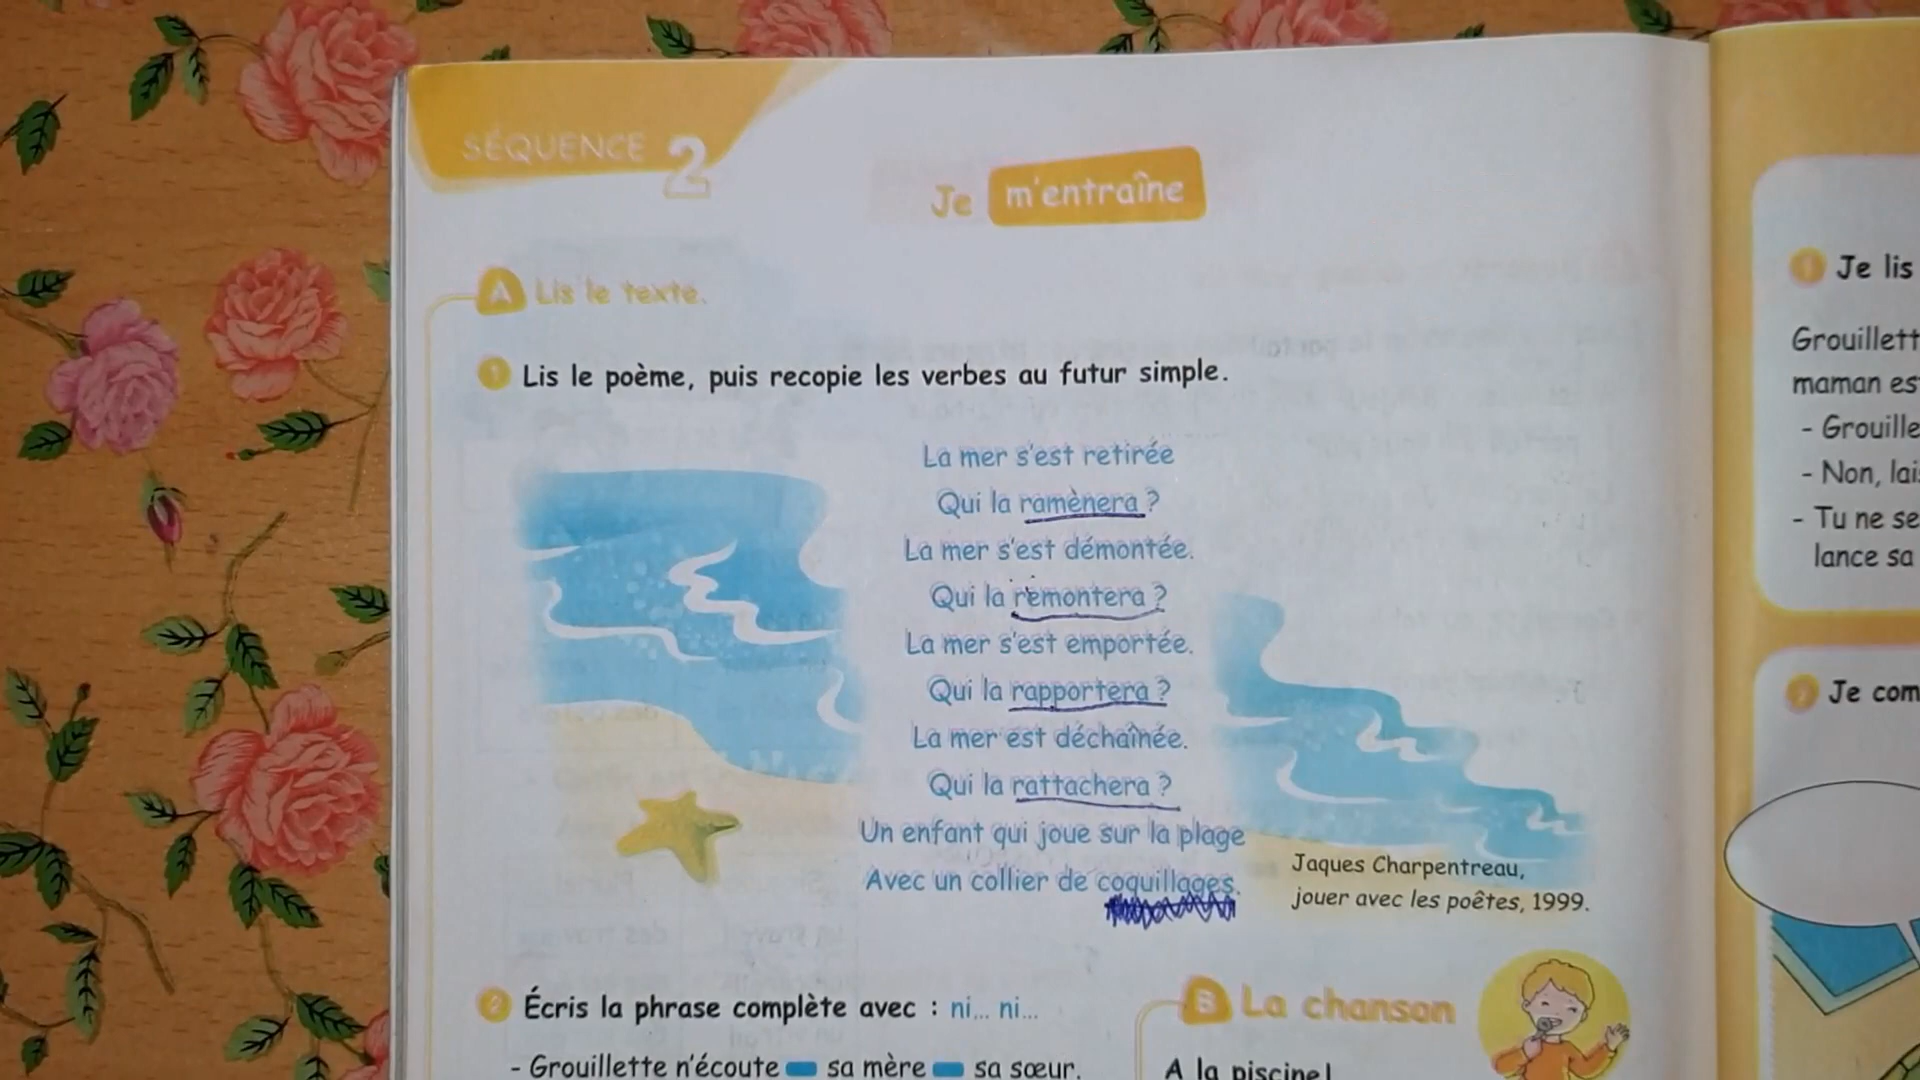 SÉQUENCE 2
Je m'entraîne
A Lis le texte.
1 Lis le poème, puis recopie les verbes au futur simple.
La mer s'est retirée
Qui la ramènera ?
La mer s'est démontée.
Qui la remontera ?
La mer s'est emportée.
Qui la rapportera ?
La mer est déchaînée.
Qui la rattachera ?
Un enfant qui joue sur la plage
Avec un collier de coquillages.
Jaques Charpentreau,
jouer avec les poêtes, 1999.
2 Écris la phrase complète avec : ni... ni...
- Grouillette n'écoute sa mère sa sœur.
B La chanson
A la piscine!
1 Je lis
Grouillett
maman es
- Grouille
- Non, lai
- Tu ne se
lance sa
2 Je com